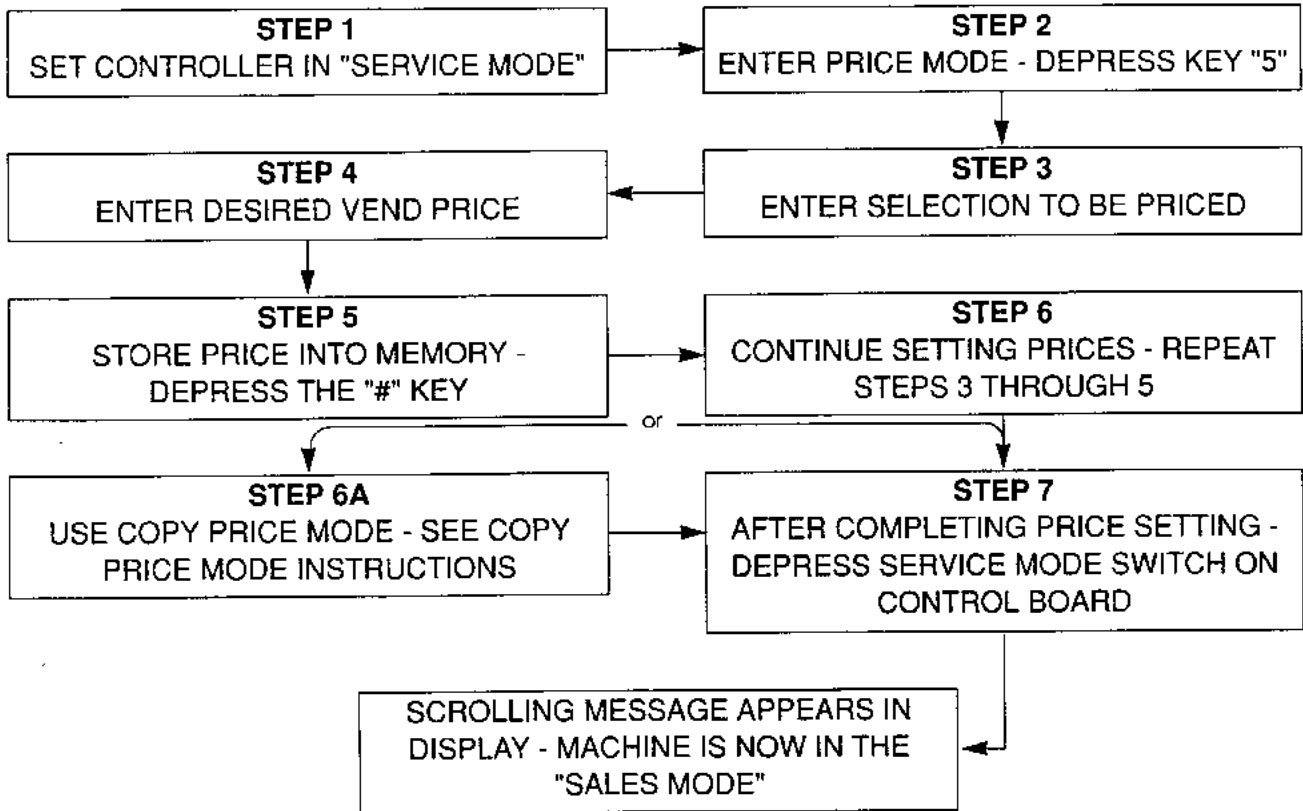 STEP 1
SET CONTROLLER IN "SERVICE MODE"
STEP 2
ENTER PRICE MODE - DEPRESS KEY "5"
STEP 3
ENTER SELECTION TO BE PRICED
STEP 4
ENTER DESIRED VEND PRICE
STEP 5
STORE PRICE INTO MEMORY -
DEPRESS THE "#" KEY
STEP 6
CONTINUE SETTING PRICES - REPEAT
STEPS 3 THROUGH 5
or
STEP 6A
USE COPY PRICE MODE - SEE COPY
PRICE MODE INSTRUCTIONS
STEP 7
AFTER COMPLETING PRICE SETTING -
DEPRESS SERVICE MODE SWITCH ON
CONTROL BOARD
SCROLLING MESSAGE APPEARS IN
DISPLAY - MACHINE IS NOW IN THE
"SALES MODE"